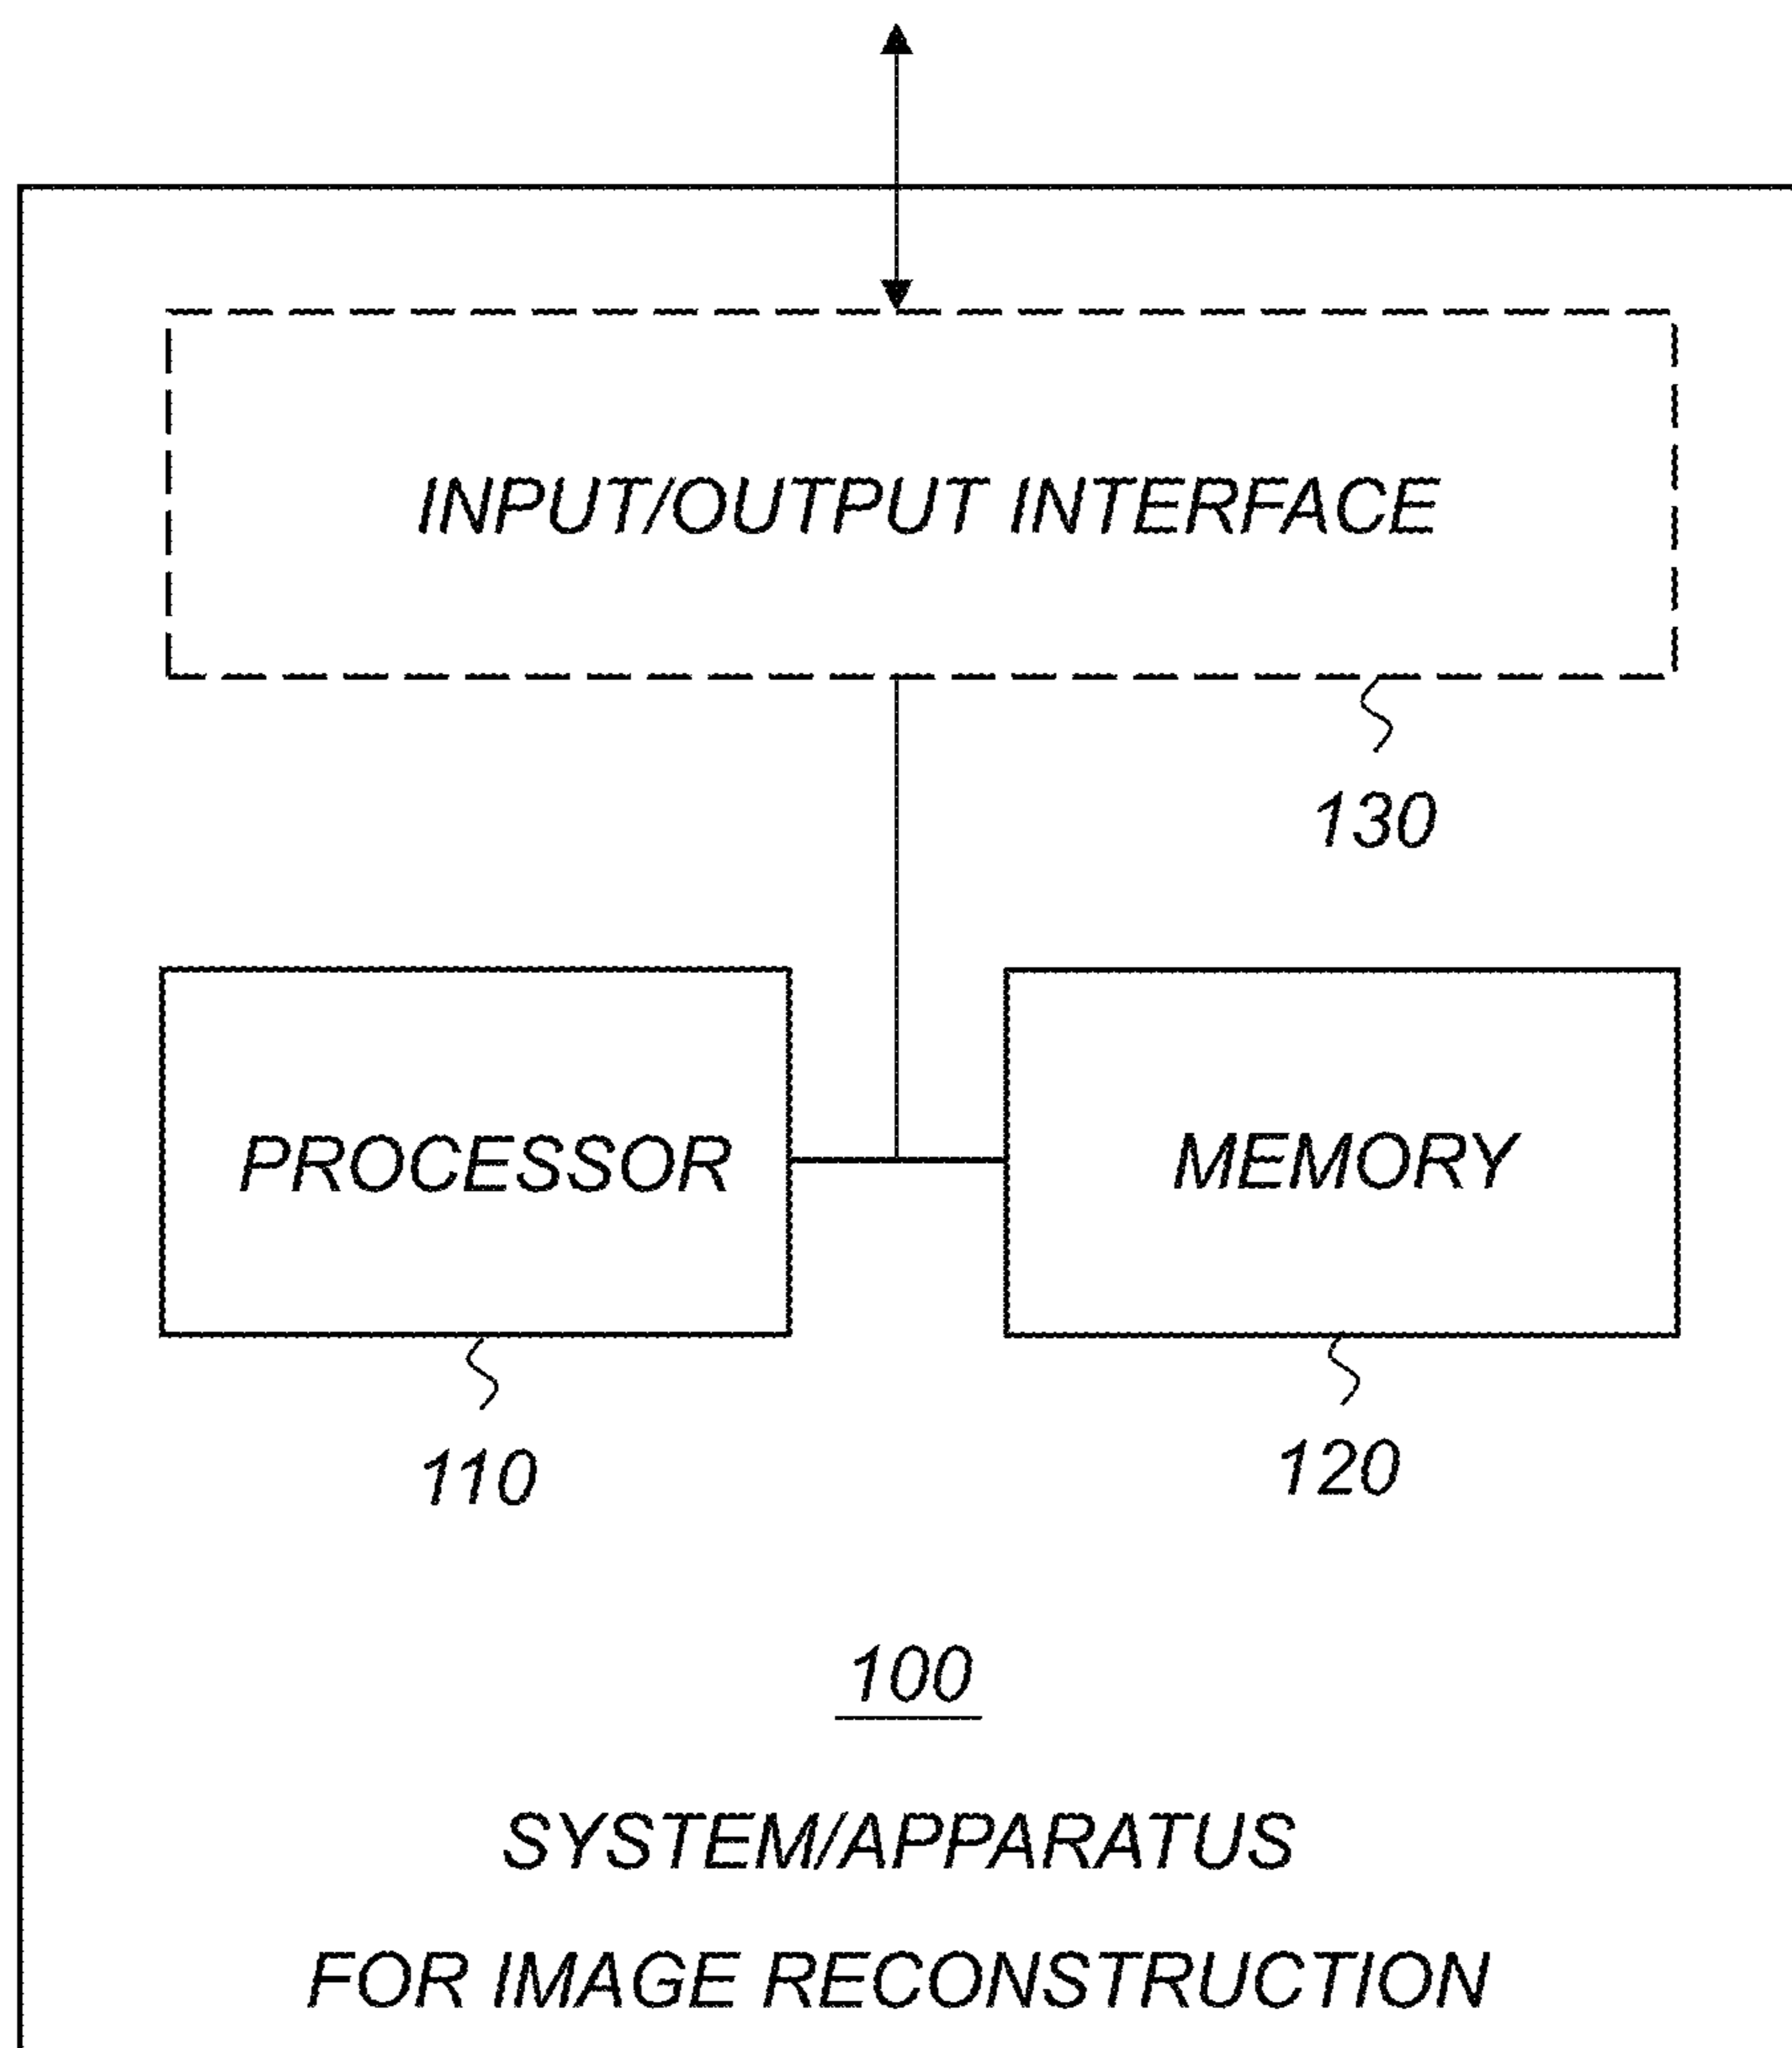 INPUT/OUTPUT INTERFACE
130
PROCESSOR
MEMORY
110
120
100
SYSTEM/APPARATUS
FOR IMAGE RECONSTRUCTION